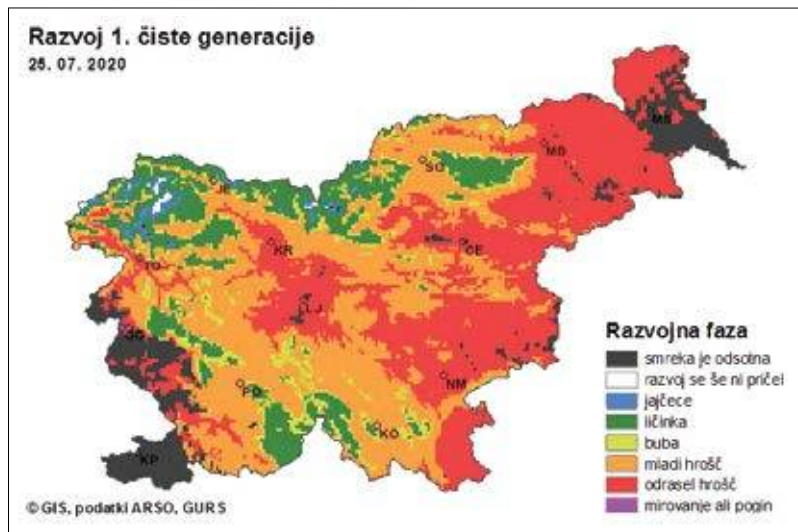 Razvoj 1. čiste generacije
25. 07. 2020
MS
MB
SG
JE
KR
CE
TO
LJ
NM
PO
KO
KP
Razvojna faza
smreka je odsotna
razvoj se še ni pričel
jajčece
ličinka
buba
mladi hrošč
odrasel hrošč
mirovanje ali pogin
© GIS, podatki ARSO, GURS